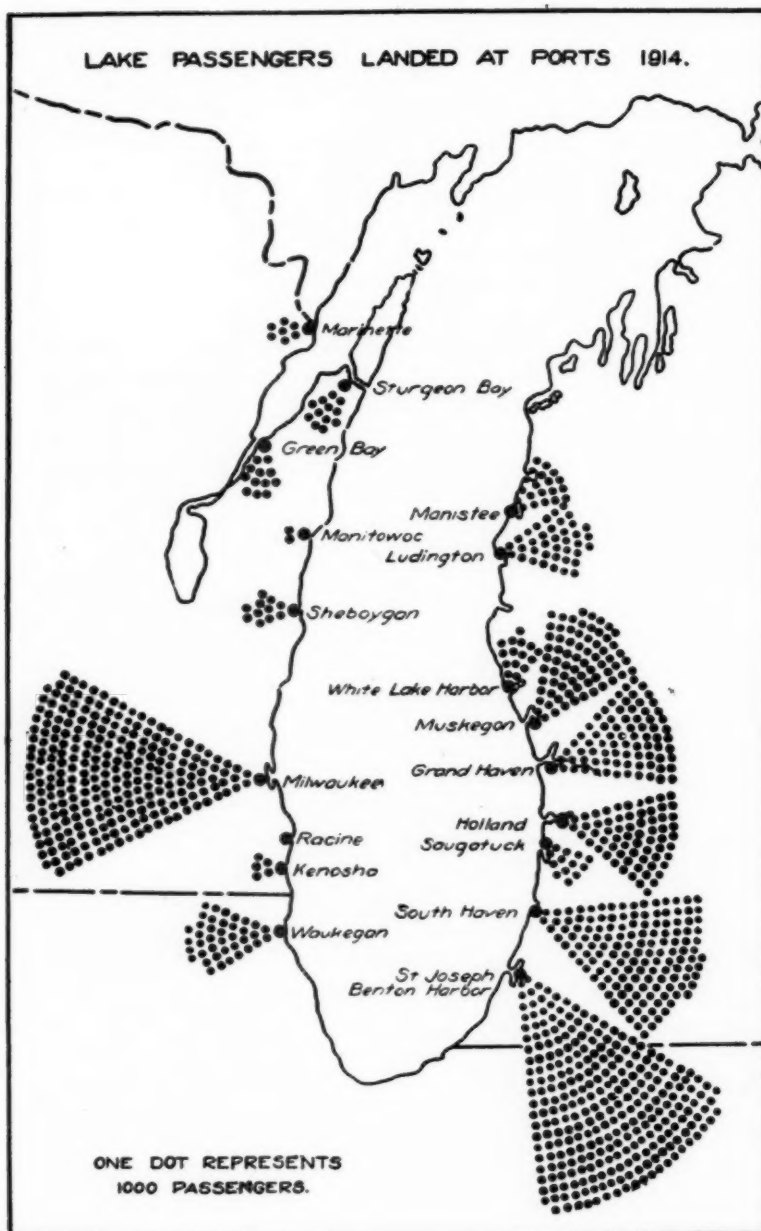 LAKE PASSENGERS LANDED AT PORTS 1914.
Marinette
Sturgeon Bay
Green Bay
Manistee
Manitowoc
Ludington
Sheboygan
White Lake Harbor
Muskegon
Grand Haven
Milwaukee
Holland
Racine
Saugatuck
Kenosha
South Haven
Waukegan
St Joseph
Benton Harbor
ONE DOT REPRESENTS
1000 PASSENGERS.